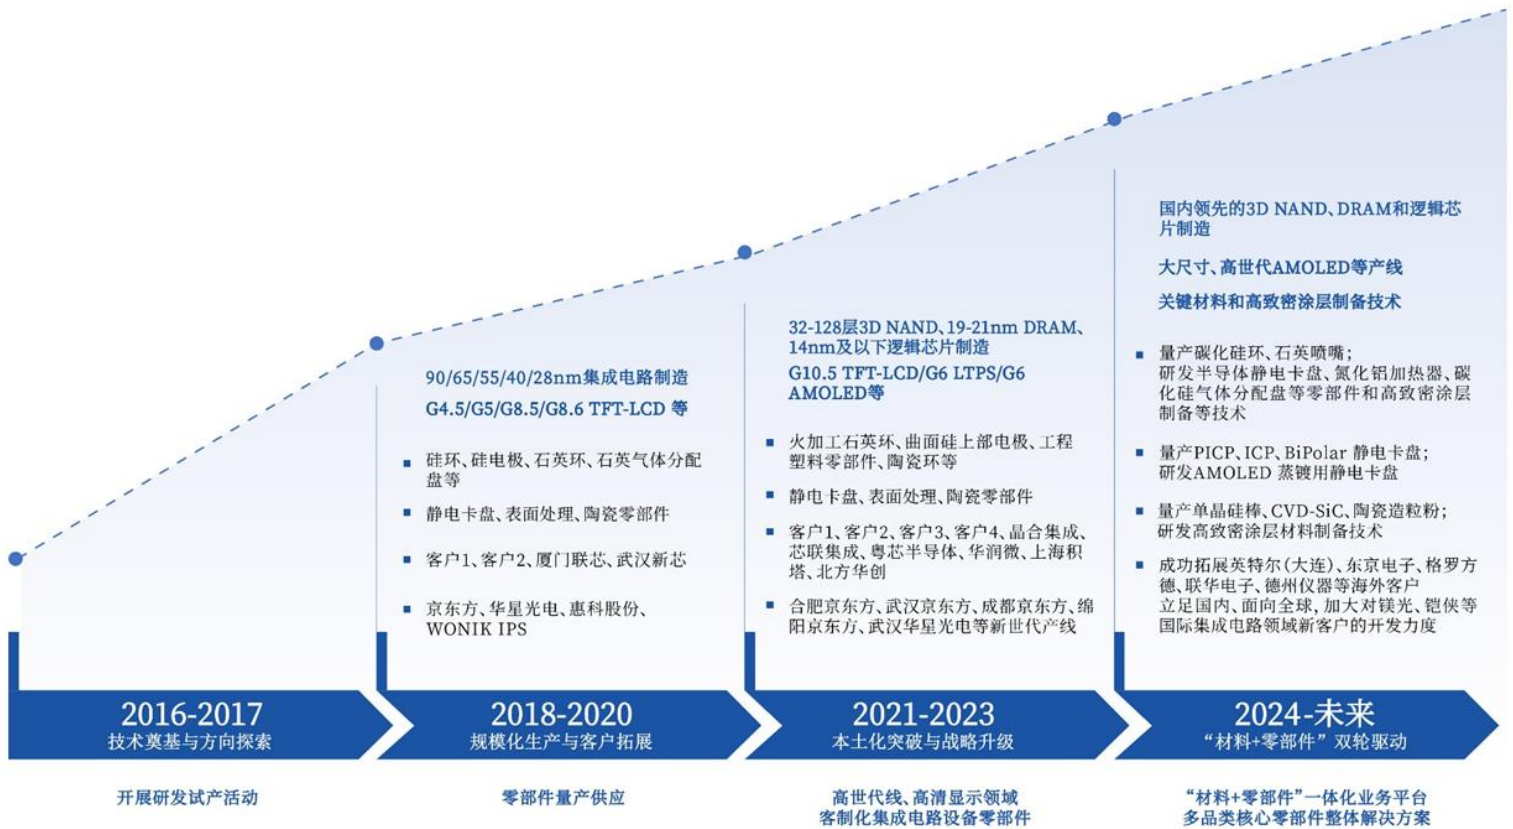 90/65/55/40/28nm集成电路制造
G4.5/G5/G8.5/G8.6 TFT-LCD 等
硅环、硅电极、石英环、石英气体分配
盘等
静电卡盘、表面处理、陶瓷零部件
客户1、客户2、厦门联芯、武汉新芯
京东方、华星光电、惠科股份、
WONIK IPS
32-128层3D NAND、19-21nm DRAM、
14nm及以下逻辑芯片制造
G10.5 TFT-LCD/G6 LTPS/G6
AMOLED等
火加工石英环、曲面硅上部电极、工程
塑料零部件、陶瓷环等
静电卡盘、表面处理、陶瓷零部件
客户1、客户2、客户3、客户4、晶合集成、
芯联集成、粤芯半导体、华润微、上海积
塔、北方华创
合肥京东方、武汉京东方、成都京东方、绵
阳京东方、武汉华星光电等新世代产线
国内领先的3D NAND、DRAM和逻辑芯
片制造
大尺寸、高世代AMOLED等产线
关键材料和高致密涂层制备技术
量产碳化硅环、石英喷嘴;
研发半导体静电卡盘、氮化铝加热器、碳
化硅气体分配盘等零部件和高致密涂层
制备等技术
量产PICP、ICP、BiPolar 静电卡盘;
研发AMOLED 蒸镀用静电卡盘
量产单晶硅棒、CVD-SiC、陶瓷造粒粉;
研发高致密涂层材料制备技术
成功拓展英特尔(大连)、东京电子、格罗方
德、联华电子、德州仪器等海外客户
立足国内、面向全球,加大对镁光、铠侠等
国际集成电路领域新客户的开发力度
2016-2017
技术奠基与方向探索
2018-2020
规模化生产与客户拓展
2021-2023
本土化突破与战略升级
2024-未来
“材料+零部件” 双轮驱动
开展研发试产活动
零部件量产供应
高世代线、高清显示领域
客制化集成电路设备零部件
“材料+零部件”一体化业务平台
多品类核心零部件整体解决方案